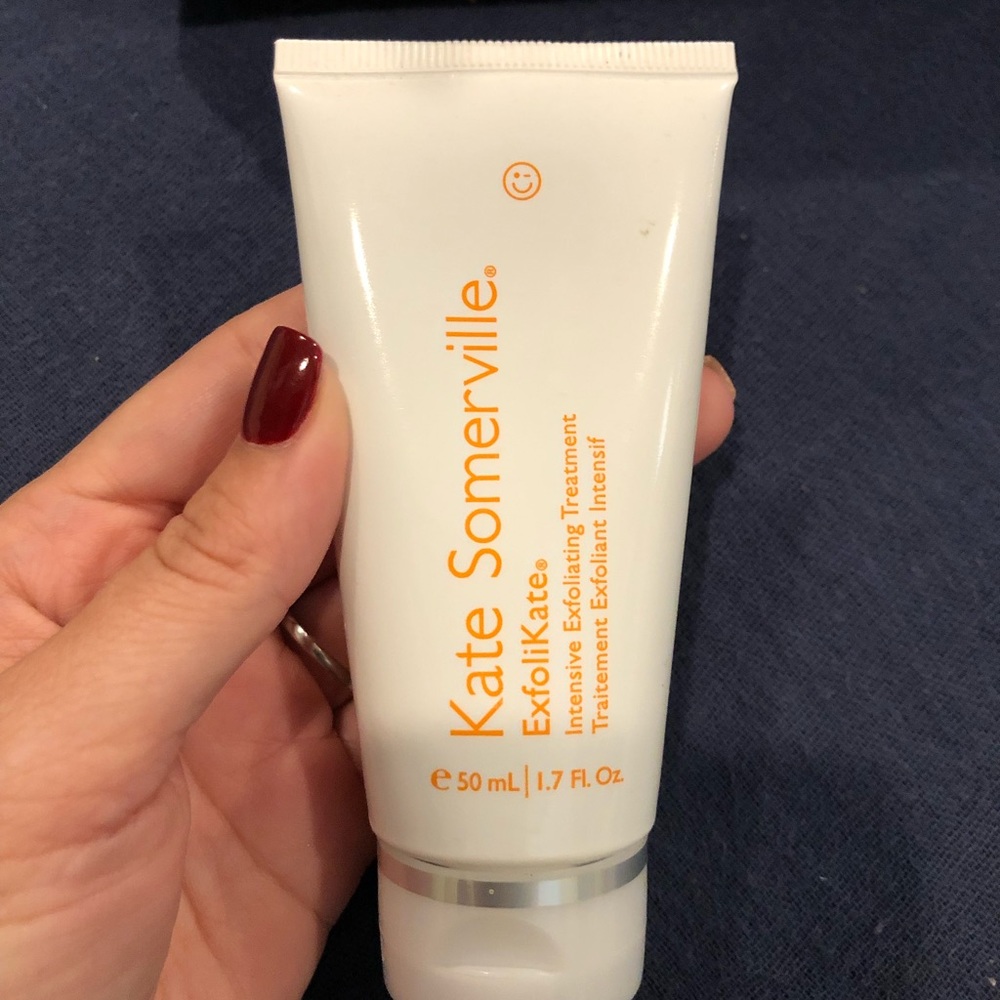 Kate Somerville®
ExfoliKate®
Intensive Exfoliating Treatment
Traitement Exfoliant Intensif
e 50 mL | 1.7 Fl. Oz.